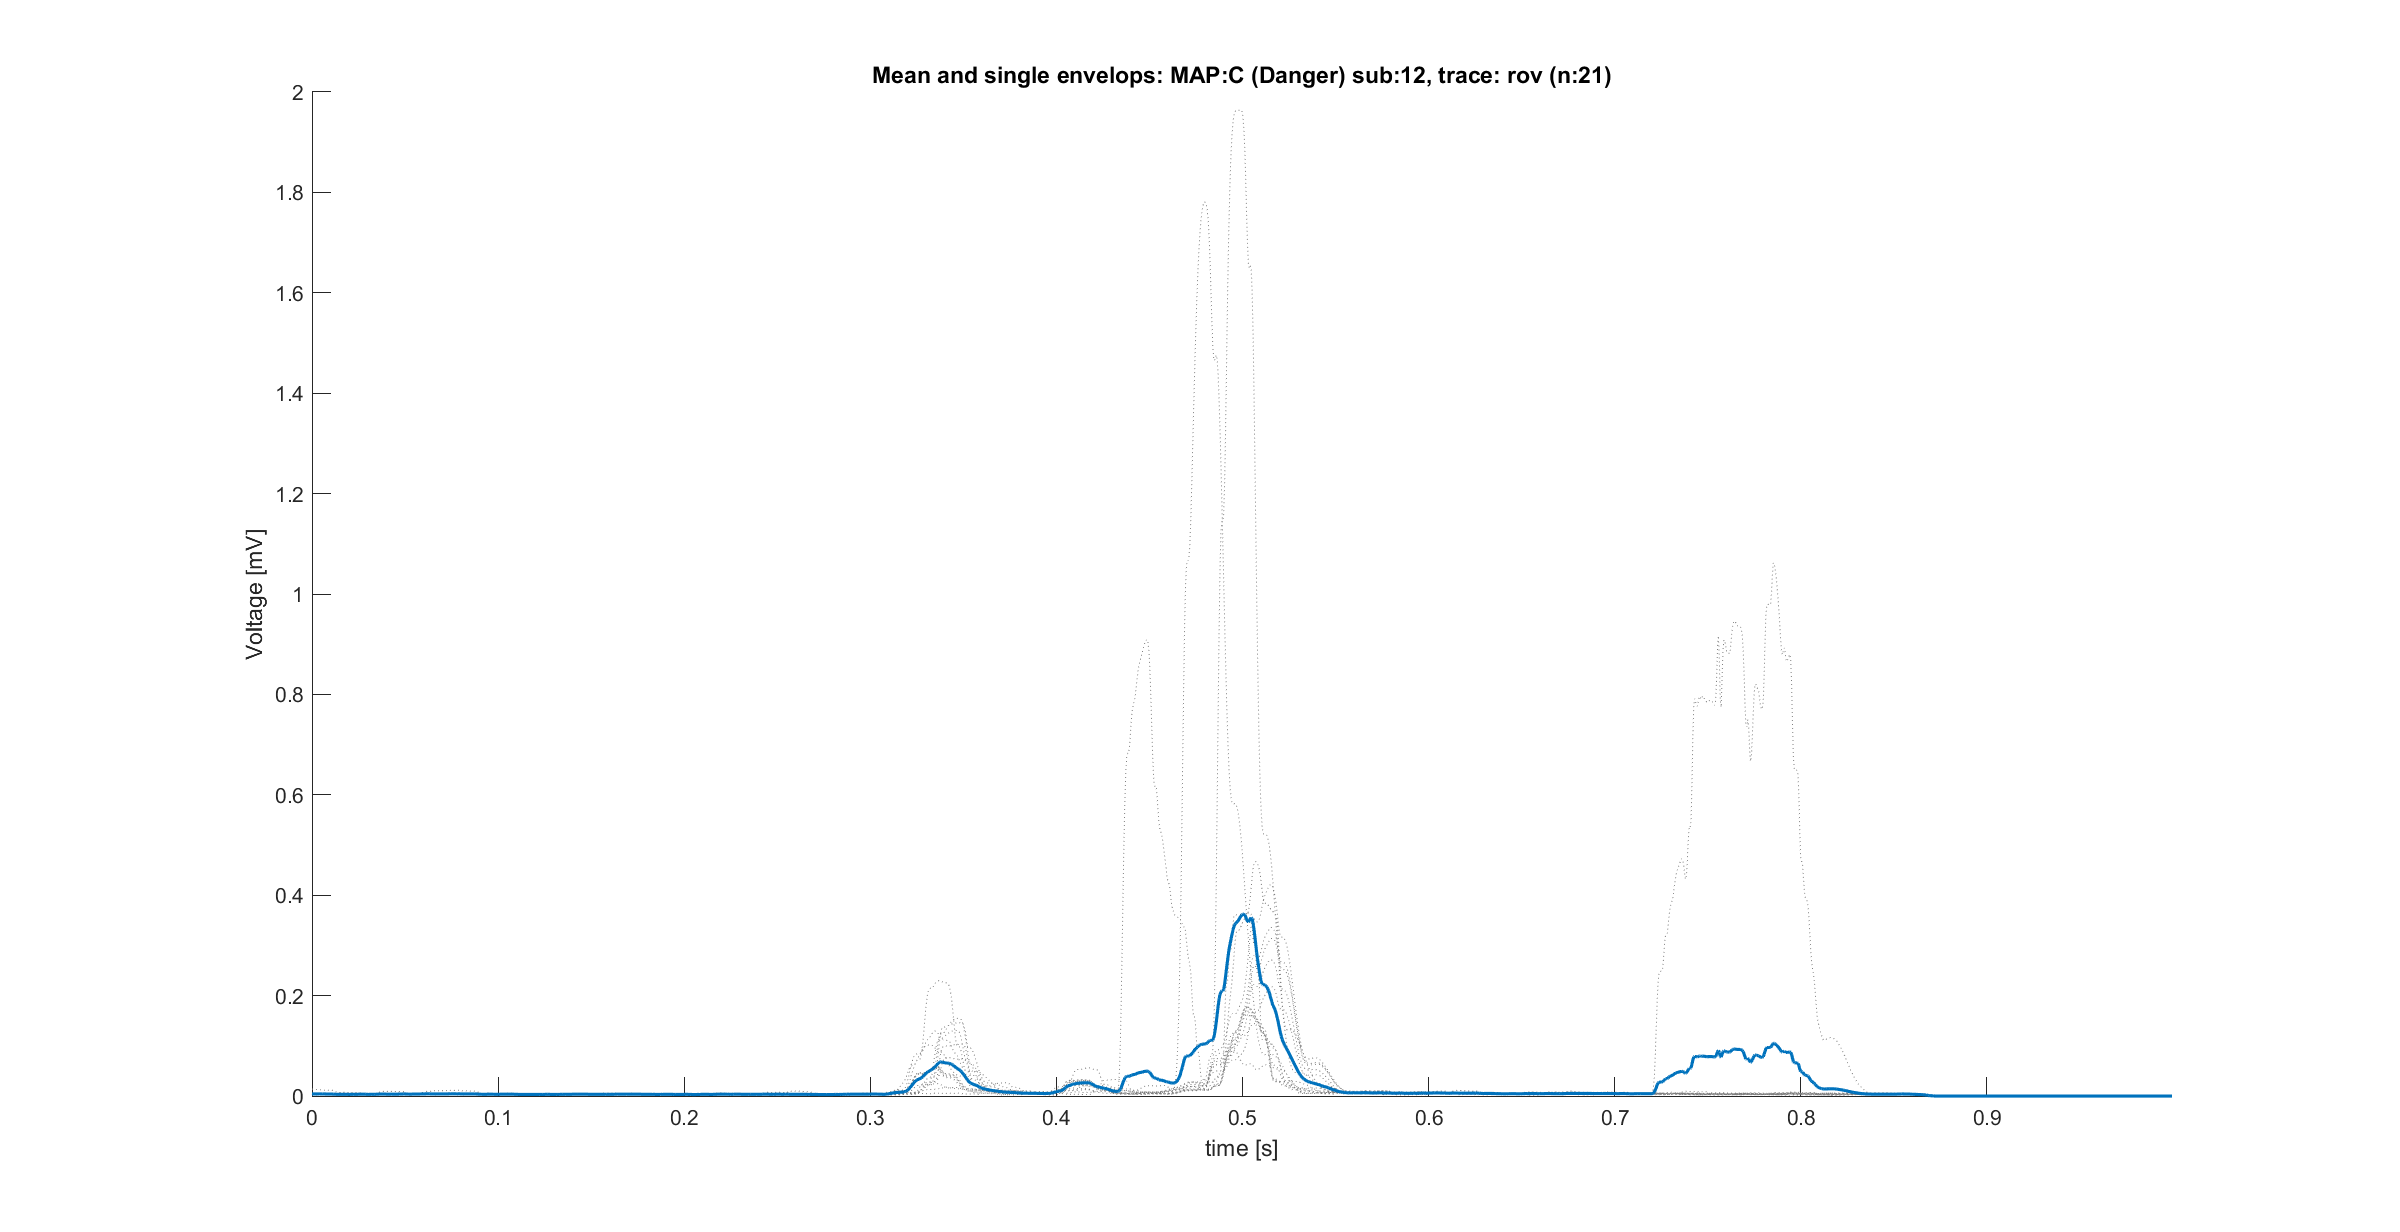 Mean and single envelops: MAP:C (Danger) sub:12, trace: rov (n:21)
2
1.8
1.6
1.4
1.2
1
0.8
0.6
0.4
0.2
0
Voltage [mV]
0 0.1 0.2 0.3 0.4 0.5 0.6 0.7 0.8 0.9
time [s]